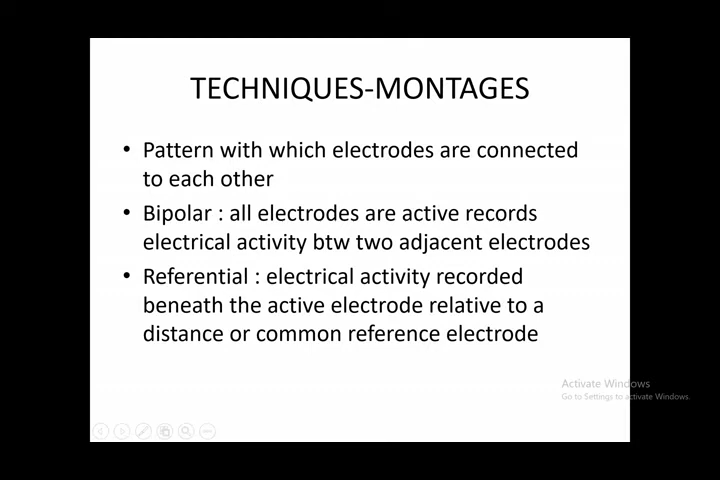 TECHNIQUES-MONTAGES
• Pattern with which electrodes are connected
to each other
• Bipolar : all electrodes are active records
electrical activity btw two adjacent electrodes
• Referential : electrical activity recorded
beneath the active electrode relative to a
distance or common reference electrode
Activate Windows
Go to Settings to activate Windows.